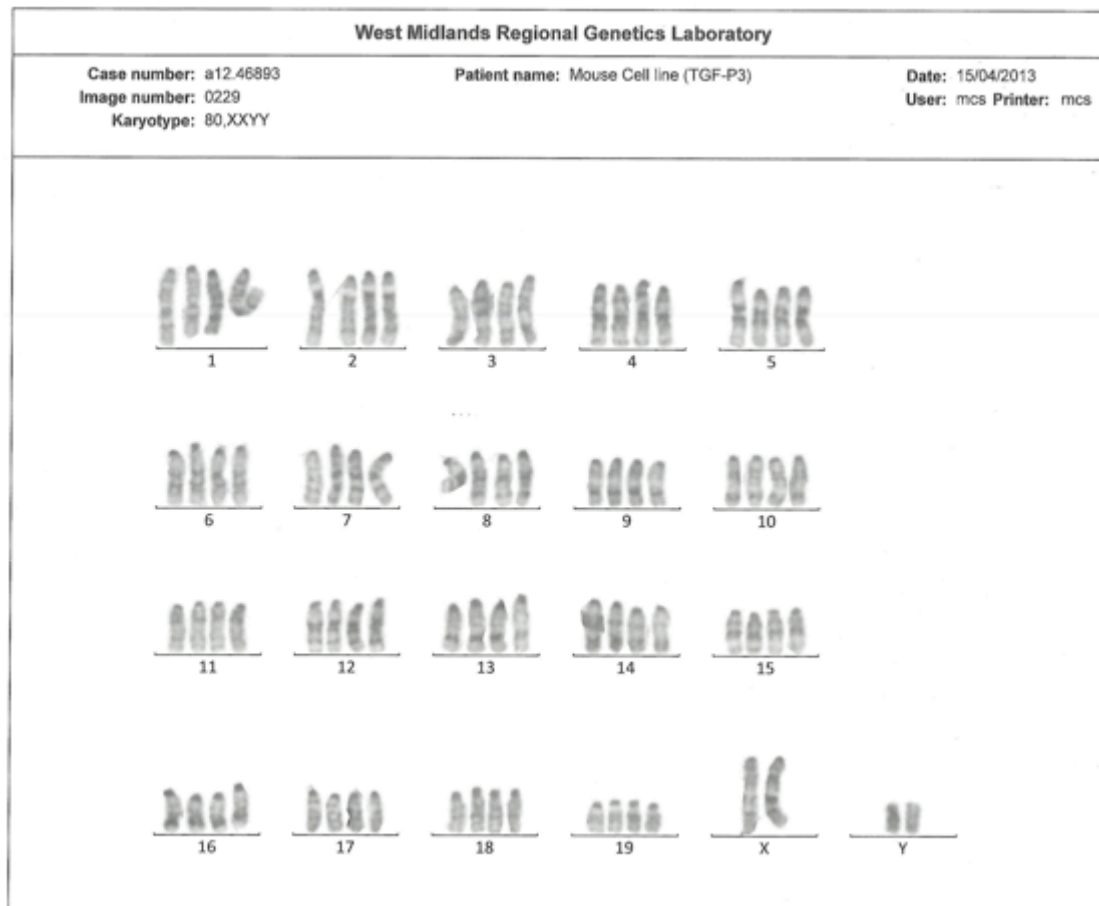 West Midlands Regional Genetics Laboratory
Case number: a12.46893 Patient name: Mouse Cell line (TGF-P3) Date: 15/04/2013
Image number: 0229 User: mcs Printer: mcs
Karyotype: 80,XXYY
1 2 3 4 5
6 7 8 9 10
11 12 13 14 15
16 17 18 19 X Y